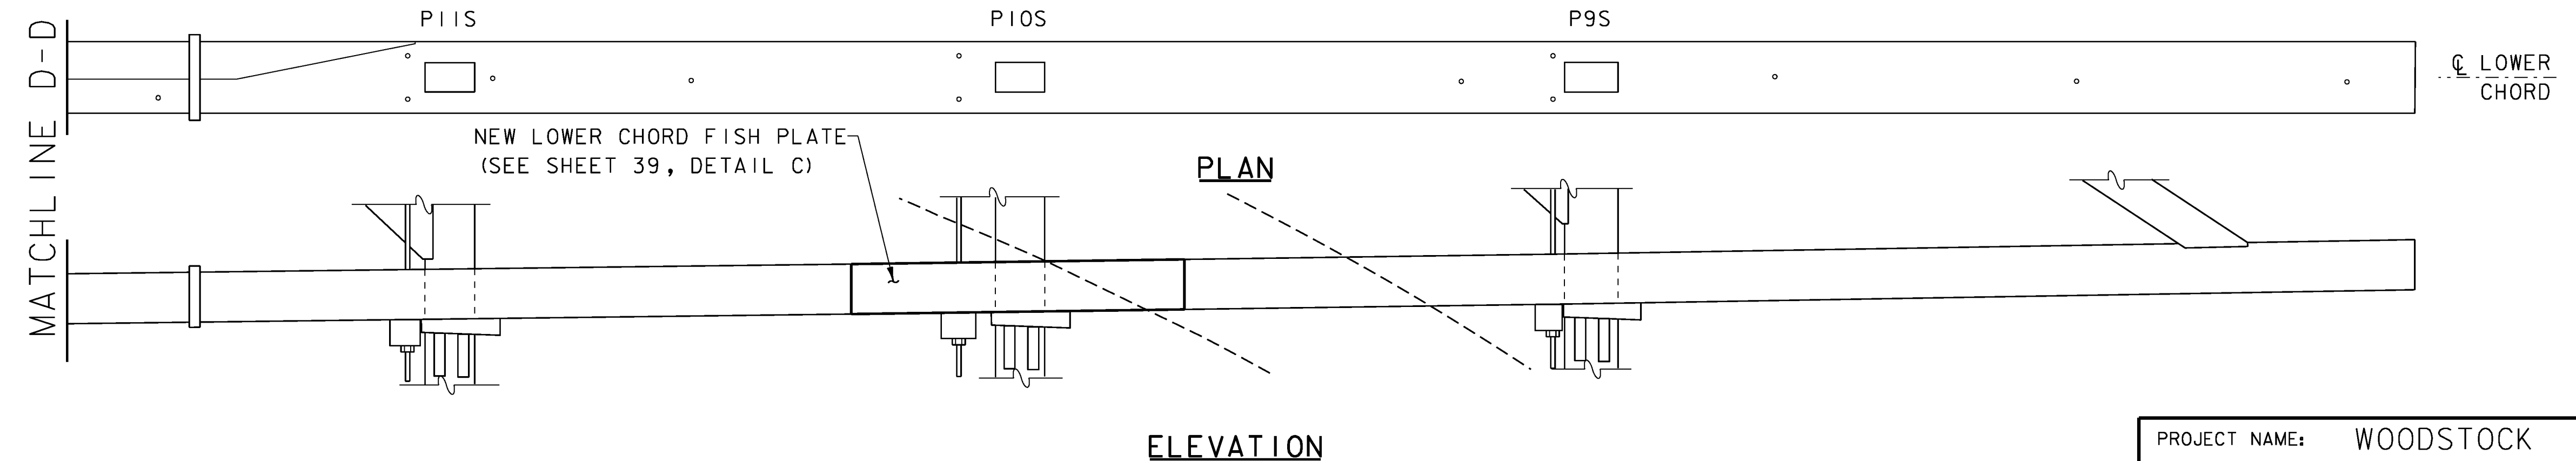 MATCHLINE D-D
P11S
P10S
P9S
℄ LOWER
CHORD
NEW LOWER CHORD FISH PLATE
(SEE SHEET 39, DETAIL C)
PLAN
ELEVATION
PROJECT NAME: WOODSTOCK